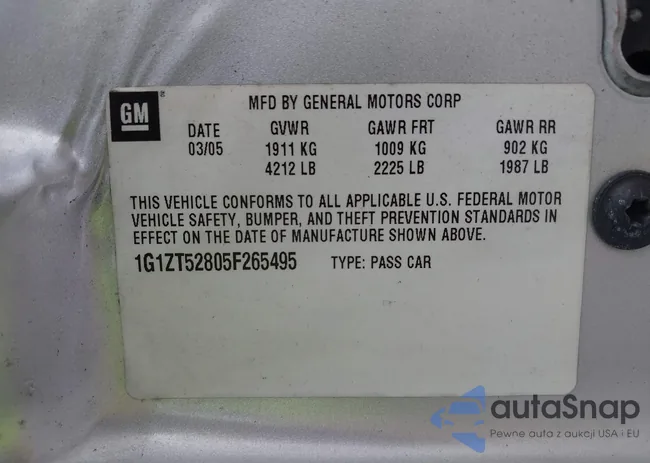 GM
MFD BY GENERAL MOTORS CORP
DATE GVWR GAWR FRT GAWR RR
03/05 1911 KG 1009 KG 902 KG
4212 LB 2225 LB 1987 LB
THIS VEHICLE CONFORMS TO ALL APPLICABLE U.S. FEDERAL MOTOR
VEHICLE SAFETY, BUMPER, AND THEFT PREVENTION STANDARDS IN
EFFECT ON THE DATE OF MANUFACTURE SHOWN ABOVE.
1G1ZT52805F265495 TYPE: PASS CAR
autaSnap
Pewne auta z aukcji USA i EU